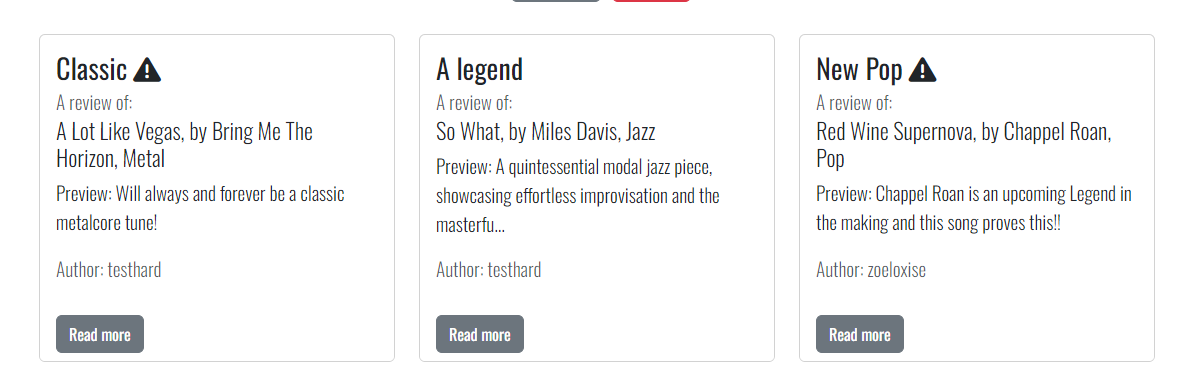 Classic
A review of:
A Lot Like Vegas, by Bring Me The
Horizon, Metal
Preview: Will always and forever be a classic
metalcore tune!
Author: testhard
Read more
A legend
A review of:
So What, by Miles Davis, Jazz
Preview: A quintessential modal jazz piece,
showcasing effortless improvisation and the
masterfu...
Author: testhard
Read more
New Pop
A review of:
Red Wine Supernova, by Chappel Roan,
Pop
Preview: Chappel Roan is an upcoming Legend in
the making and this song proves this!!
Author: zoeloxise
Read more